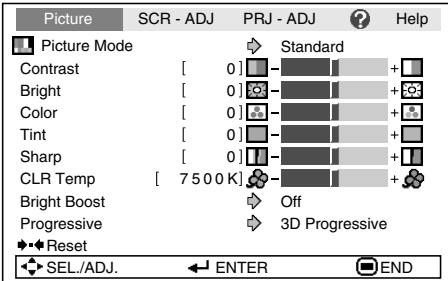 Picture SCR - ADJ PRJ - ADJ ? Help
Picture Mode Standard
Contrast [ 0] - +
Bright [ 0] - +
Color [ 0] - +
Tint [ 0] - +
Sharp [ 0] - +
CLR Temp [ 7500K] - +
Bright Boost Off
Progressive 3D Progressive
Reset
SEL./ADJ. ENTER END